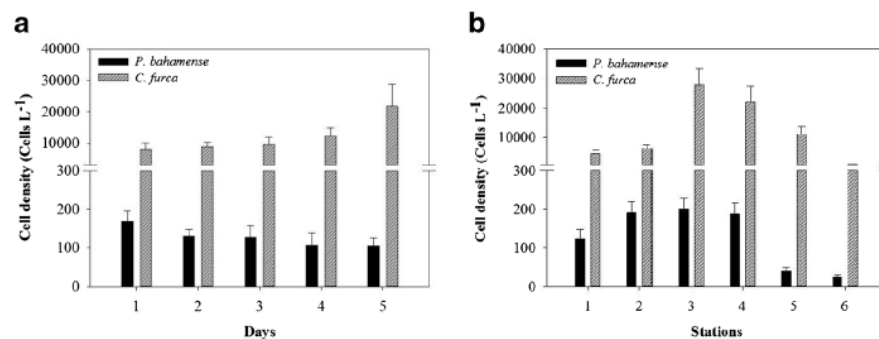 a
40000
30000
20000
10000
300
200
100
0
Cell density (Cells L-1)
P. bahamense
C. furca
1 2 3 4 5
Days
b
40000
30000
20000
10000
300
200
100
0
Cell density (Cells L-1)
P. bahamense
C. furca
1 2 3 4 5 6
Stations